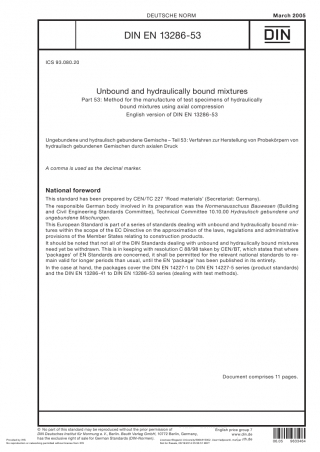 DEUTSCHE NORM
March 2005
DIN EN 13286-53
DIN
ICS 93.080.20
Unbound and hydraulically bound mixtures
Part 53: Method for the manufacture of test specimens of hydraulically
bound mixtures using axial compression
English version of DIN EN 13286-53
Ungebundene und hydraulisch gebundene Gemische – Teil 53: Verfahren zur Herstellung von Probekörpern von
hydraulisch gebundenen Gemischen durch axialen Druck
A comma is used as the decimal marker.
National foreword
This standard has been prepared by CEN/TC 227 ‘Road materials’ (Secretariat: Germany).
The responsible German body involved in its preparation was the Normenausschuss Bauwesen (Building
and Civil Engineering Standards Committee), Technical Committee 10.10.00 Hydraulisch gebundene und
ungebundene Mischungen.
This European Standard is part of a series of standards dealing with unbound and hydraulically bound mix-
tures within the scope of the EC Directive on the approximation of the laws, regulations and administrative
provisions of the Member States relating to construction products.
It should be noted that not all of the DIN Standards dealing with unbound and hydraulically bound mixtures
need yet be withdrawn. This is in keeping with resolution C 88/98 taken by CEN/BT, which states that where
‘packages’ of EN Standards are concerned, it shall be permitted for the relevant national standards to re-
main valid for longer periods than usual, until the EN ‘package’ has been published in its entirety.
In the case at hand, the packages cover the DIN EN 14227-1 to DIN EN 14227-5 series (product standards)
and the DIN EN 13286-41 to DIN EN 13286-53 series (dealing with test methods).
Document comprises 11 pages.
© No part of this standard may be reproduced without the prior permission of
DIN Deutsches Institut für Normung e. V., Berlin. Beuth Verlag GmbH, 10772 Berlin, Germany,
has the exclusive right of sale for German Standards (DIN-Normen).
English price group 7
www.din.de